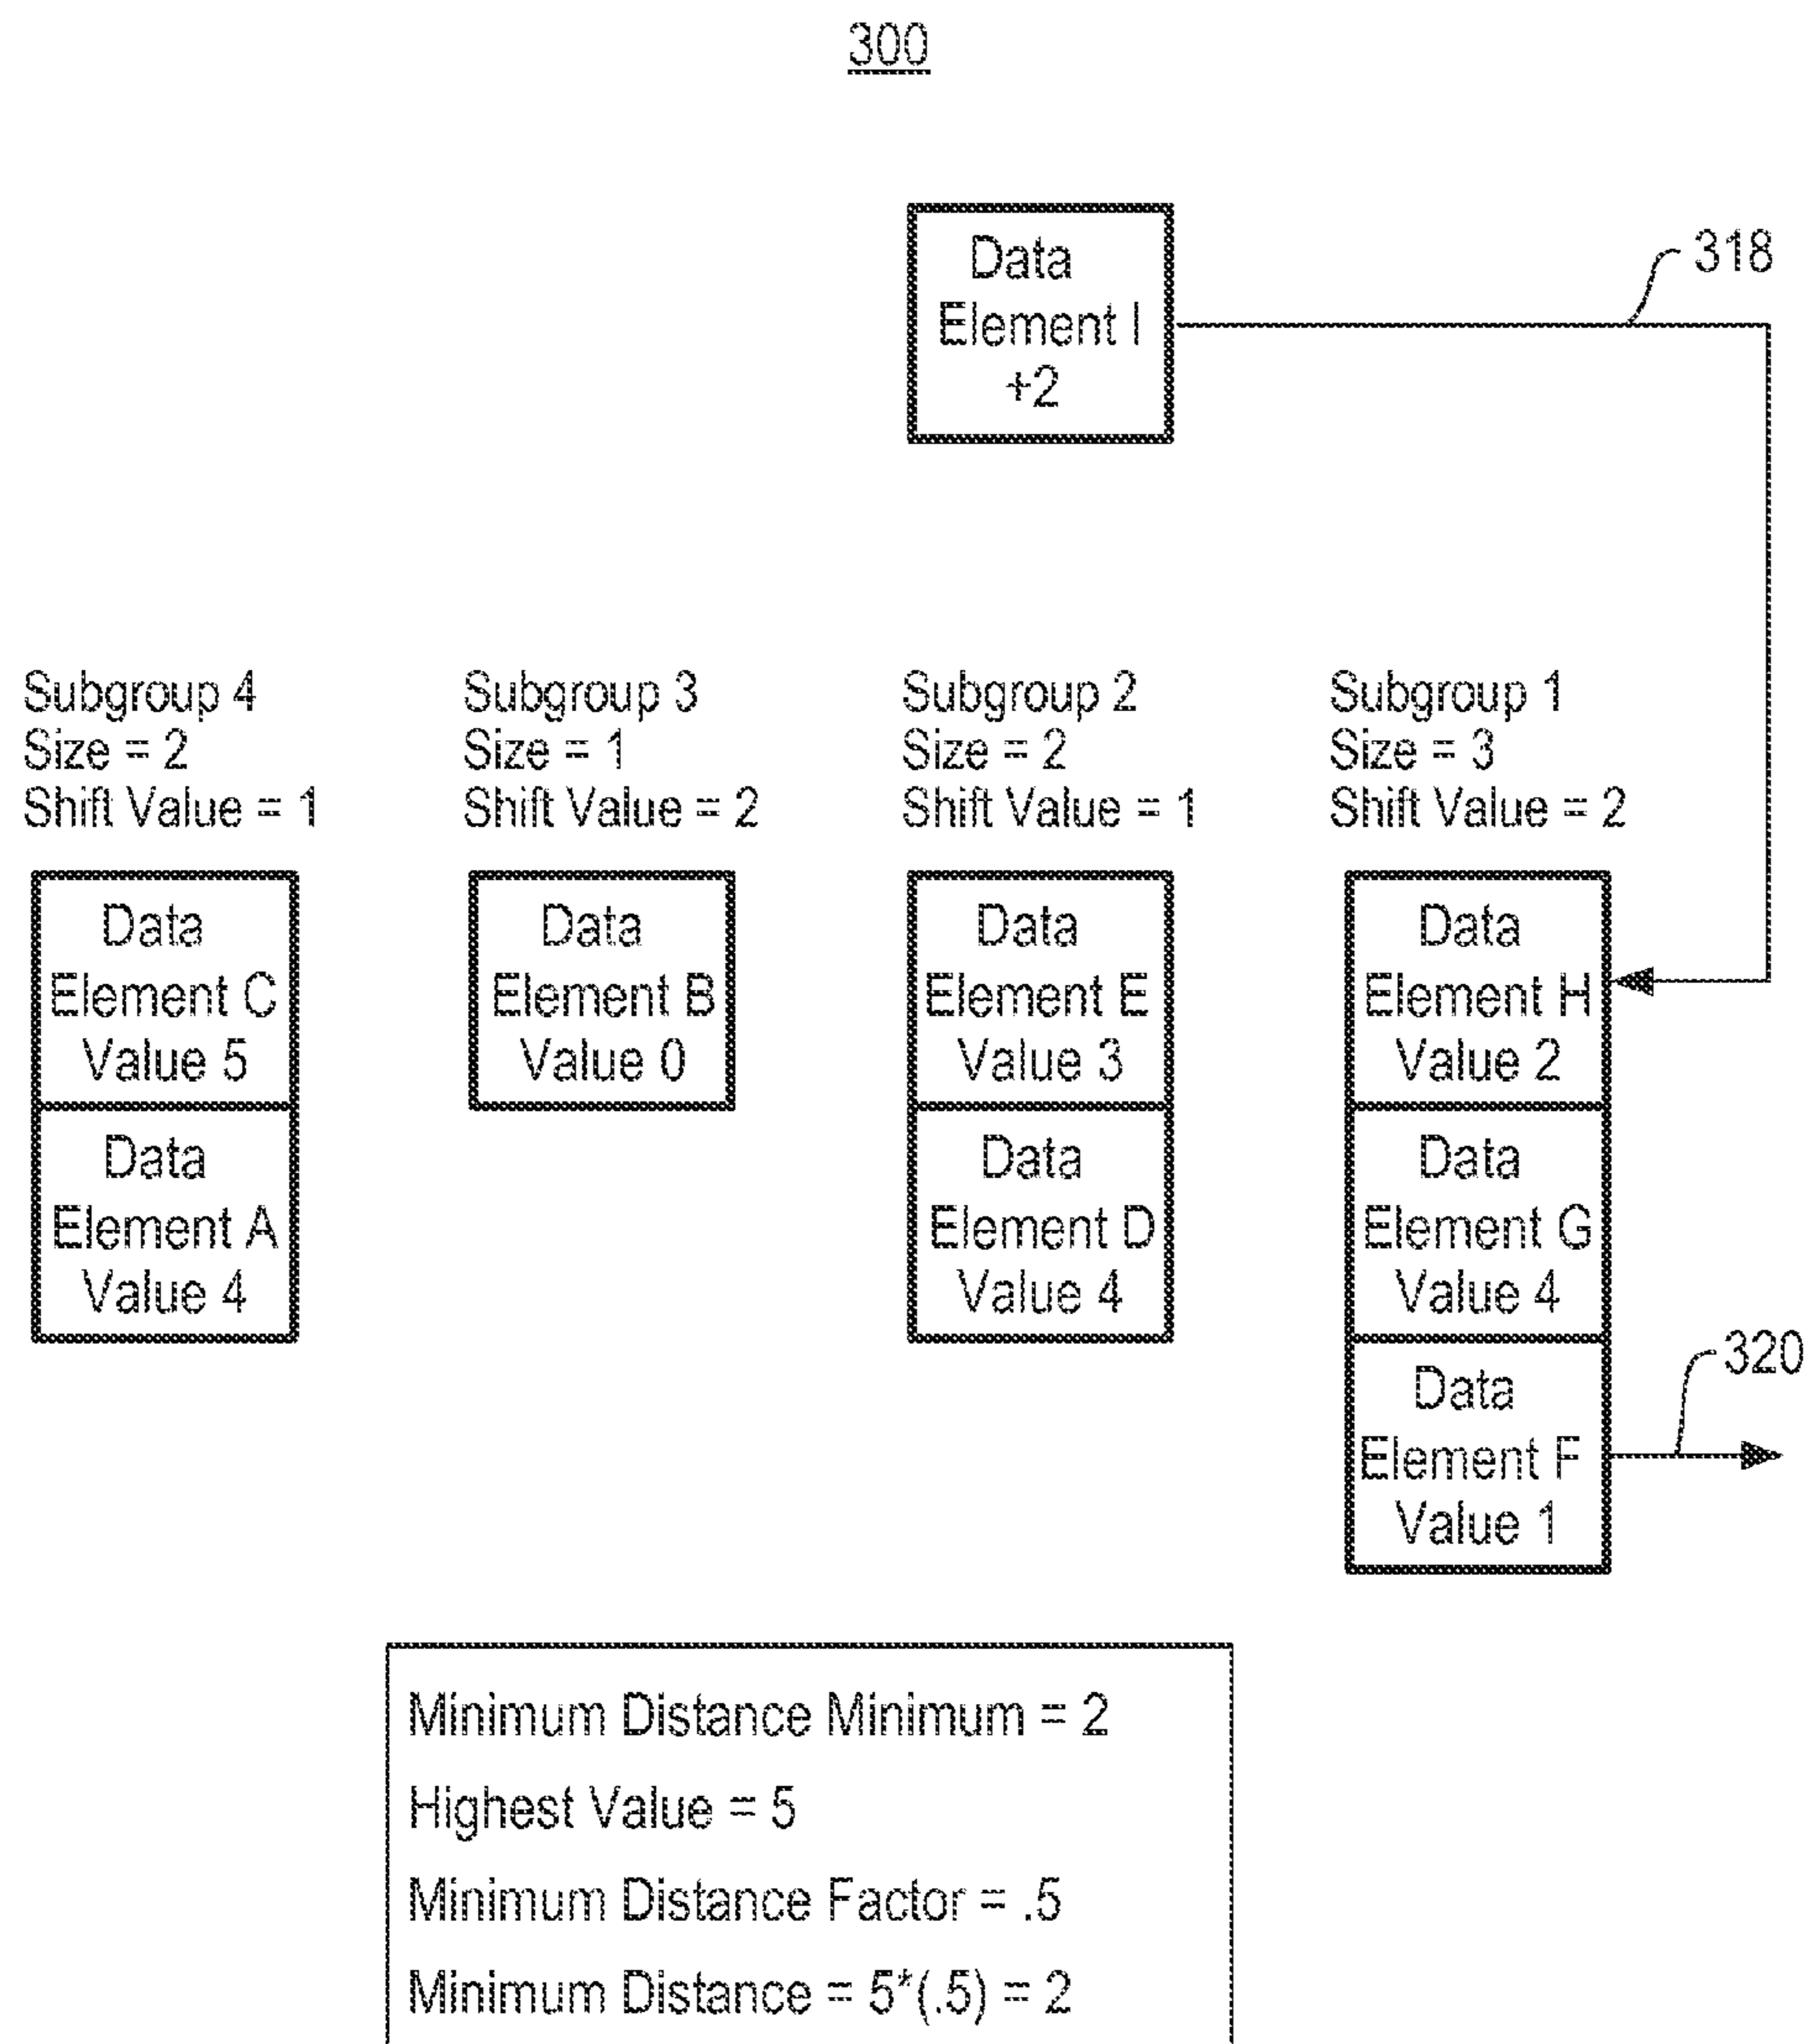 300
Data
Element I
+2
318
Subgroup 4
Size = 2
Shift Value = 1
Subgroup 3
Size = 1
Shift Value = 2
Subgroup 2
Size = 2
Shift Value = 1
Subgroup 1
Size = 3
Shift Value = 2
Data
Element C
Value 5
Data
Element A
Value 4
Data
Element B
Value 0
Data
Element E
Value 3
Data
Element D
Value 4
Data
Element H
Value 2
Data
Element G
Value 4
Data
Element F
Value 1
320
Minimum Distance Minimum = 2
Highest Value = 5
Minimum Distance Factor = .5
Minimum Distance = 5*(.5) = 2